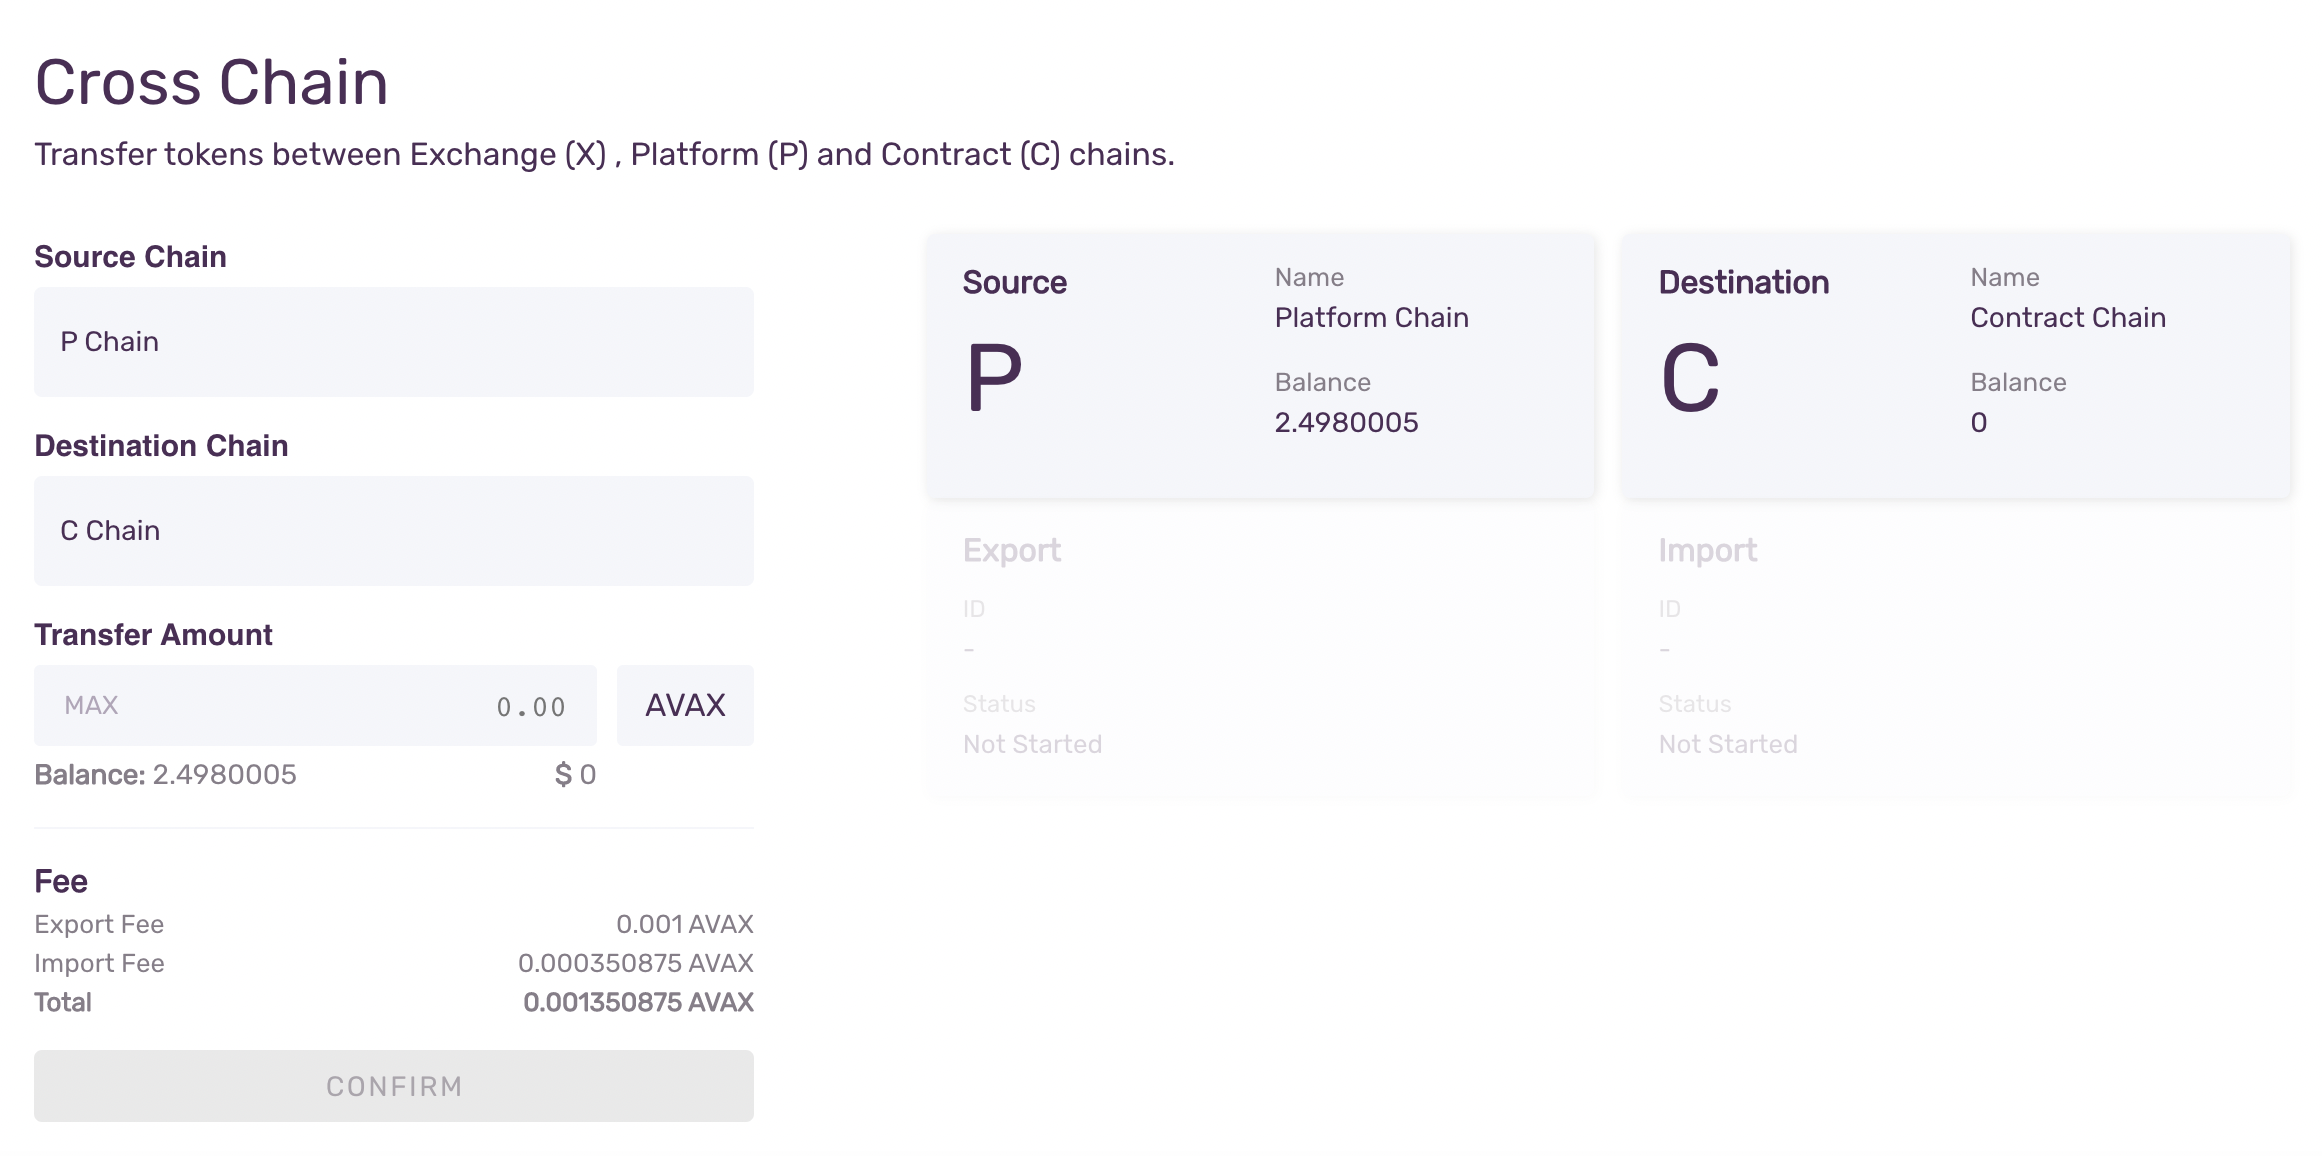 Cross Chain
Transfer tokens between Exchange (X) , Platform (P) and Contract (C) chains.
Source Chain
P Chain
Destination Chain
C Chain
Transfer Amount
MAX 0.00 AVAX
Balance: 2.4980005 $ 0
Fee
Export Fee 0.001 AVAX
Import Fee 0.000350875 AVAX
Total 0.001350875 AVAX
CONFIRM
Source
P
Name
Platform Chain
Balance
2.4980005
Export
ID
-
Status
Not Started
Destination
C
Name
Contract Chain
Balance
0
Import
ID
-
Status
Not Started